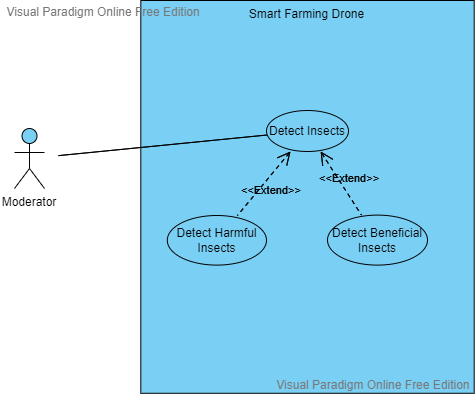 Visual Paradigm Online Free Edition
Smart Farming Drone
Detect Insects
Moderator
<<Extend>>
<<Extend>>
Detect Harmful
Insects
Detect Beneficial
Insects
Visual Paradigm Online Free Edition